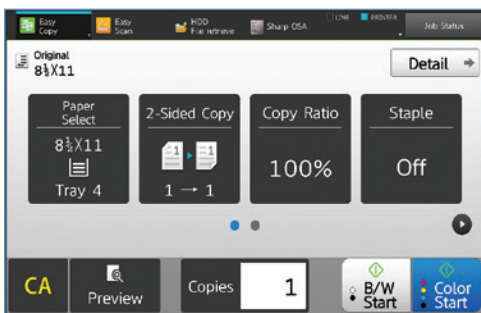 Easy
Copy
Easy
Scan
HDD
File retrieve
Sharp OSA
LINE
PRINTER
Job Status
Original
8½X11
Detail
Paper
Select
8½X11
Tray 4
2-Sided Copy
1 1
1 → 1
Copy Ratio
100%
Staple
Off
CA
Preview
Copies
1
B/W
Start
Color
Start